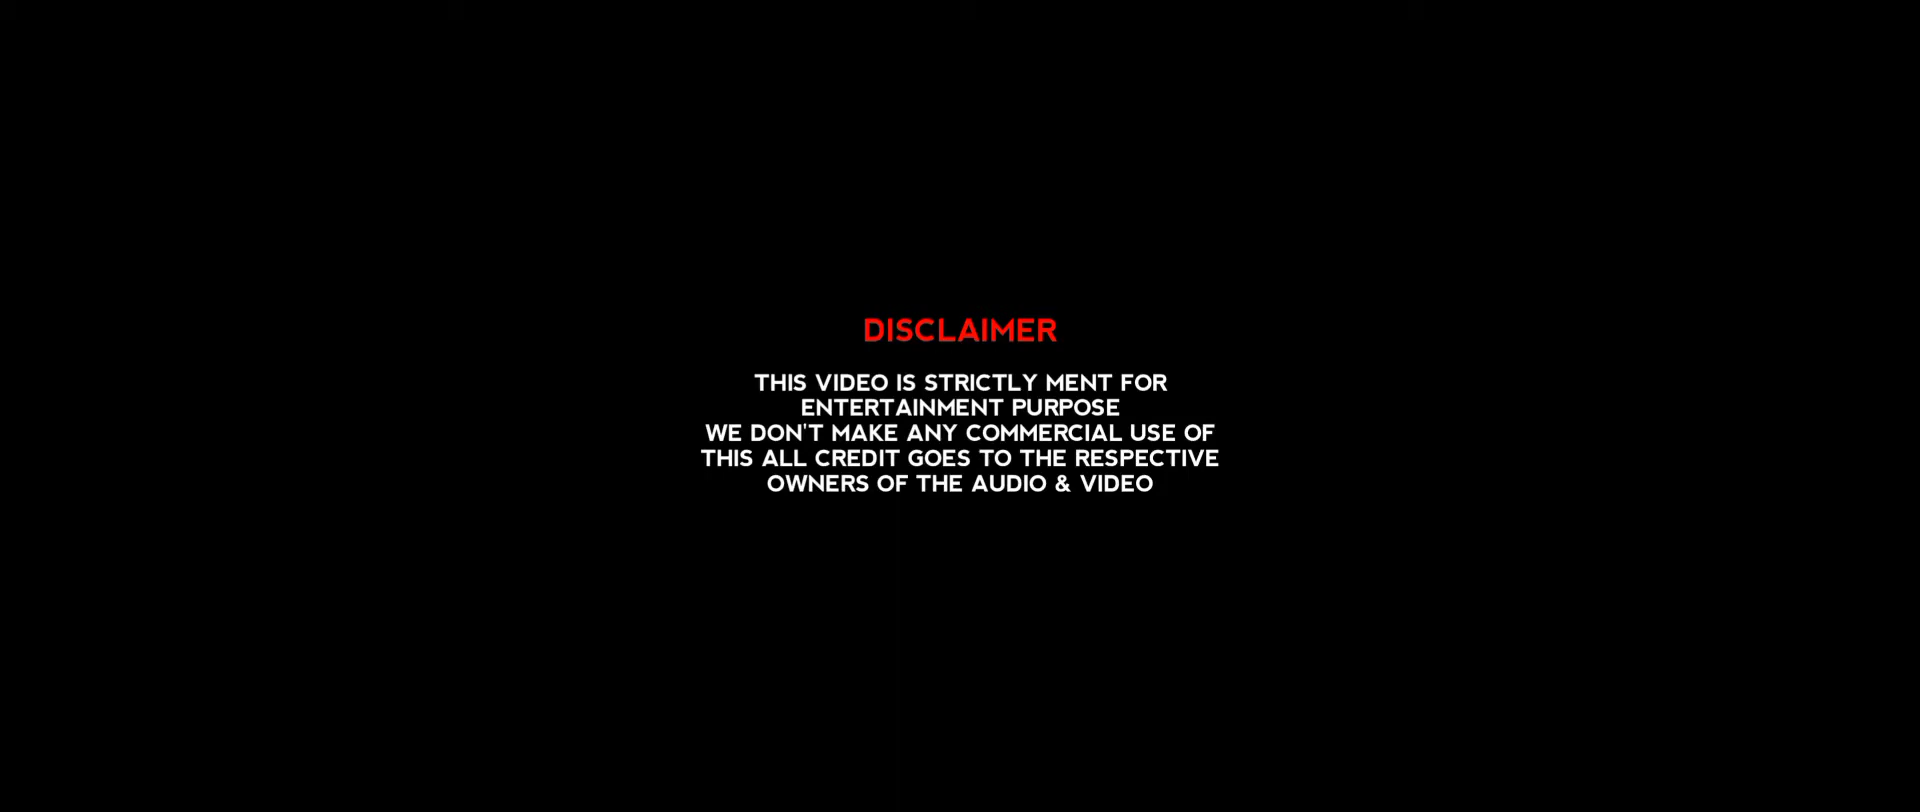 DISCLAIMER
THIS VIDEO IS STRICTLY MENT FOR
ENTERTAINMENT PURPOSE
WE DON'T MAKE ANY COMMERCIAL USE OF
THIS ALL CREDIT GOES TO THE RESPECTIVE
OWNERS OF THE AUDIO & VIDEO